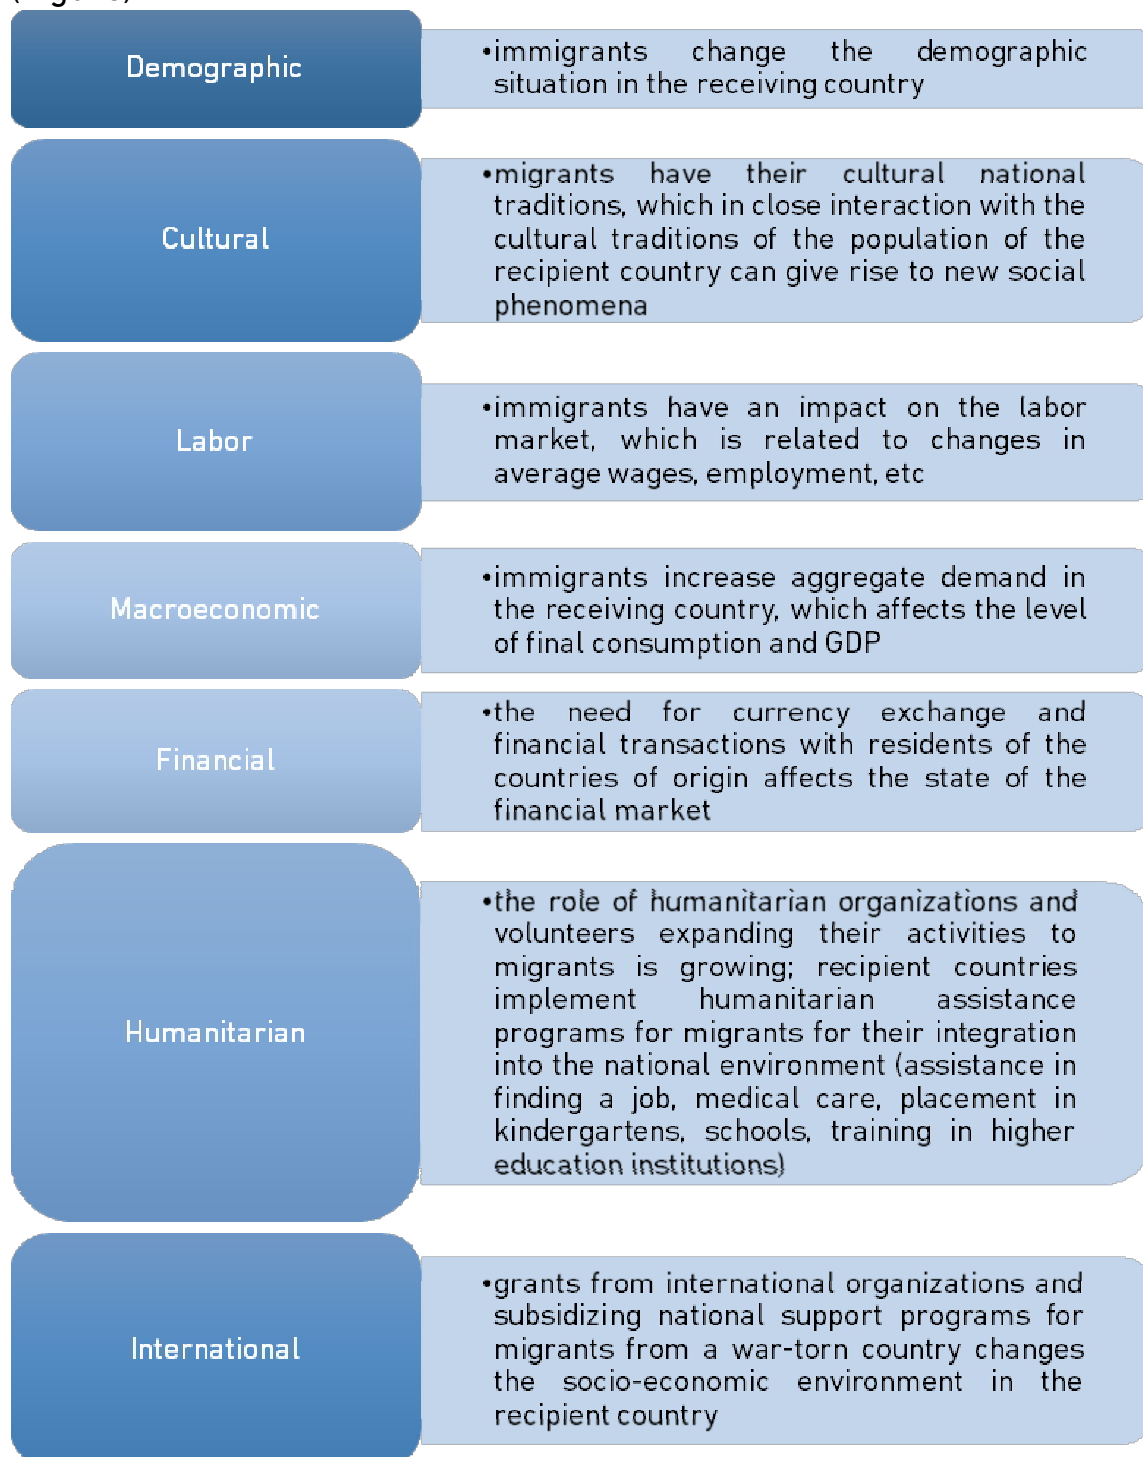 Demographic
•immigrants change the demographic
situation in the receiving country
Cultural
•migrants have their cultural national
traditions, which in close interaction with the
cultural traditions of the population of the
recipient country can give rise to new social
phenomena
Labor
•immigrants have an impact on the labor
market, which is related to changes in
average wages, employment, etc
Macroeconomic
•immigrants increase aggregate demand in
the receiving country, which affects the level
of final consumption and GDP
Financial
•the need for currency exchange and
financial transactions with residents of the
countries of origin affects the state of the
financial market
Humanitarian
•the role of humanitarian organizations and
volunteers expanding their activities to
migrants is growing; recipient countries
implement humanitarian assistance
programs for migrants for their integration
into the national environment (assistance in
finding a job, medical care, placement in
kindergartens, schools, training in higher
education institutions)
International
•grants from international organizations and
subsidizing national support programs for
migrants from a war-torn country changes
the socio-economic environment in the
recipient country